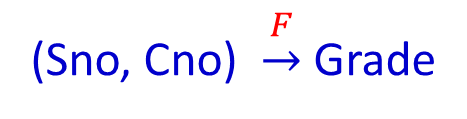 F
(Sno, Cno) → Grade